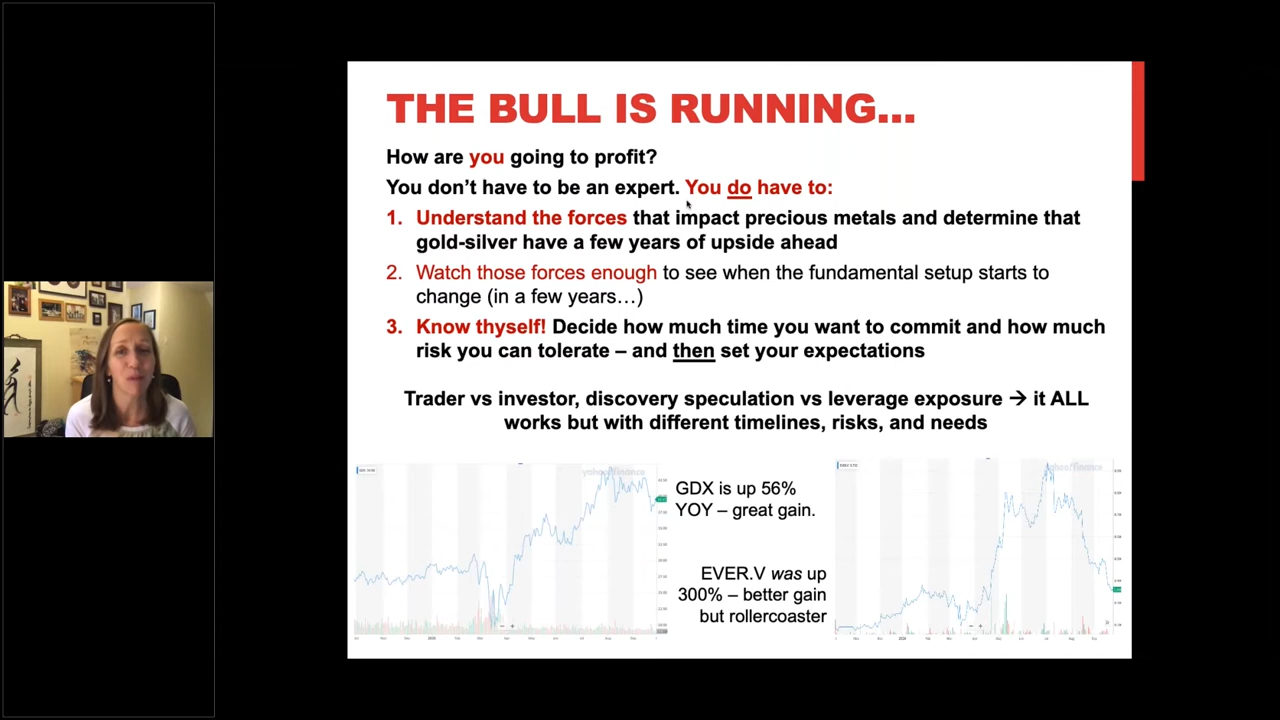 THE BULL IS RUNNING...
How are you going to profit?
You don't have to be an expert. You do have to:
1. Understand the forces that impact precious metals and determine that
gold-silver have a few years of upside ahead
2. Watch those forces enough to see when the fundamental setup starts to
change (in a few years…)
3. Know thyself! Decide how much time you want to commit and how much
risk you can tolerate – and then set your expectations
Trader vs investor, discovery speculation vs leverage exposure → it ALL
works but with different timelines, risks, and needs
yahoo!finance
GDX is up 56%
YOY – great gain.
EVER.V was up
300% – better gain
but rollercoaster
yahoo!finance